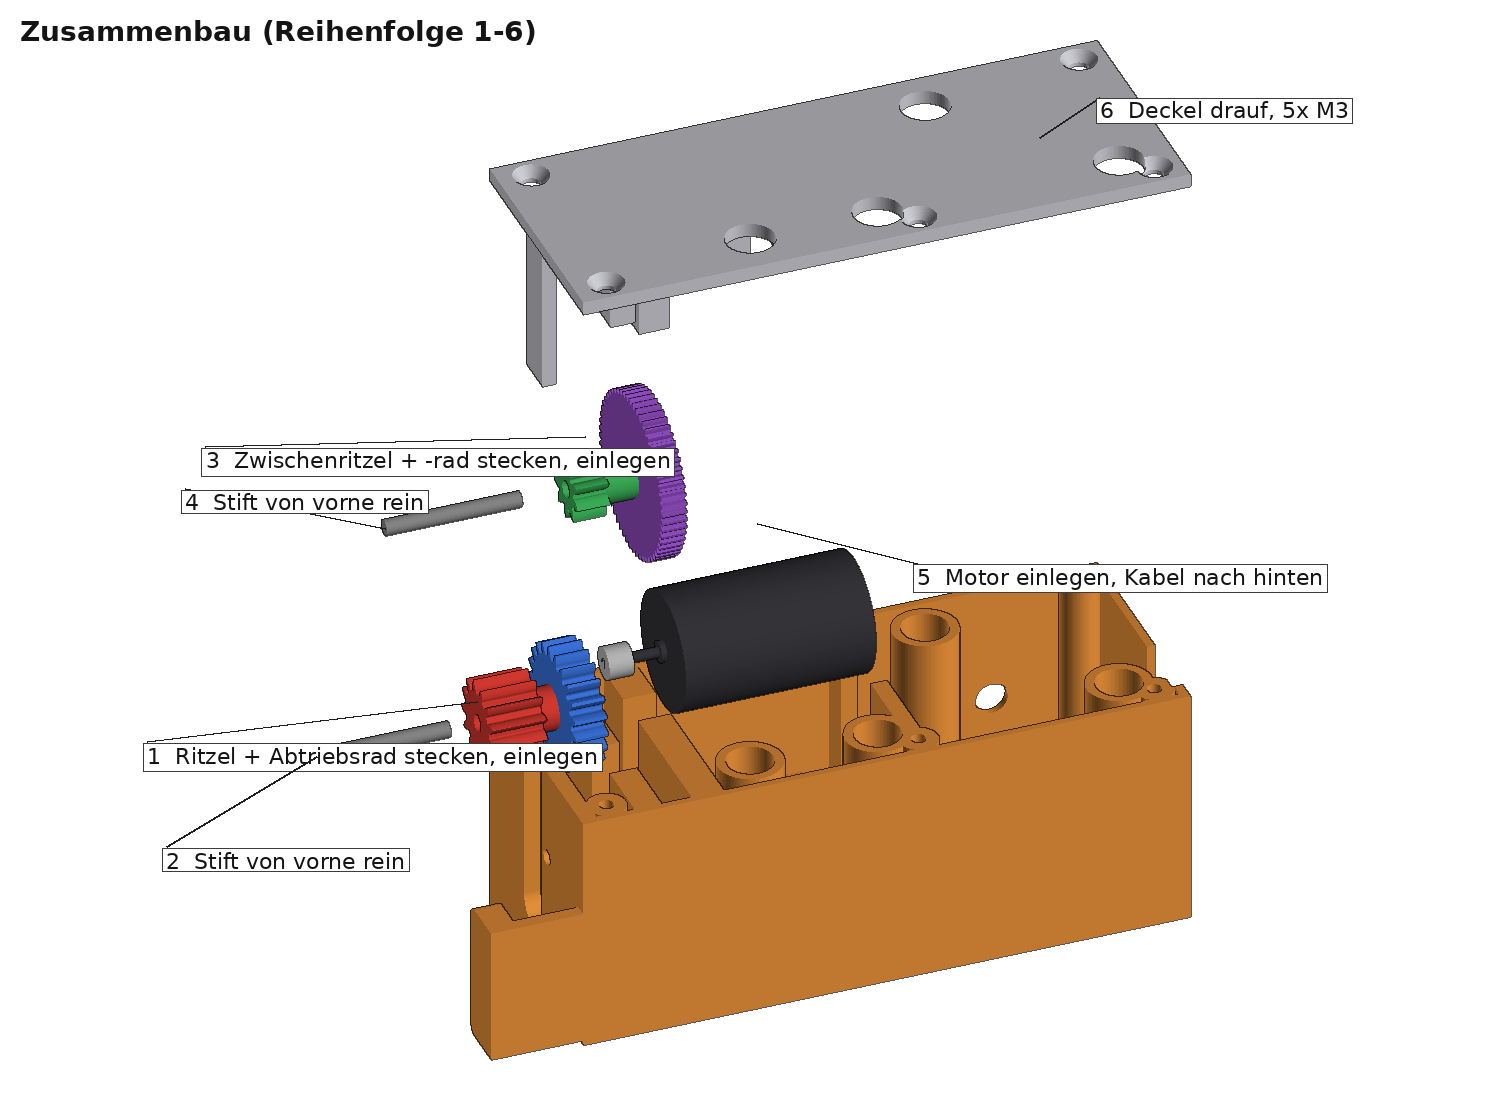 Zusammenbau (Reihenfolge 1-6)
6  Deckel drauf, 5x M3
3  Zwischenritzel + -rad stecken, einlegen
4  Stift von vorne rein
5  Motor einlegen, Kabel nach hinten
1  Ritzel + Abtriebsrad stecken, einlegen
2  Stift von vorne rein